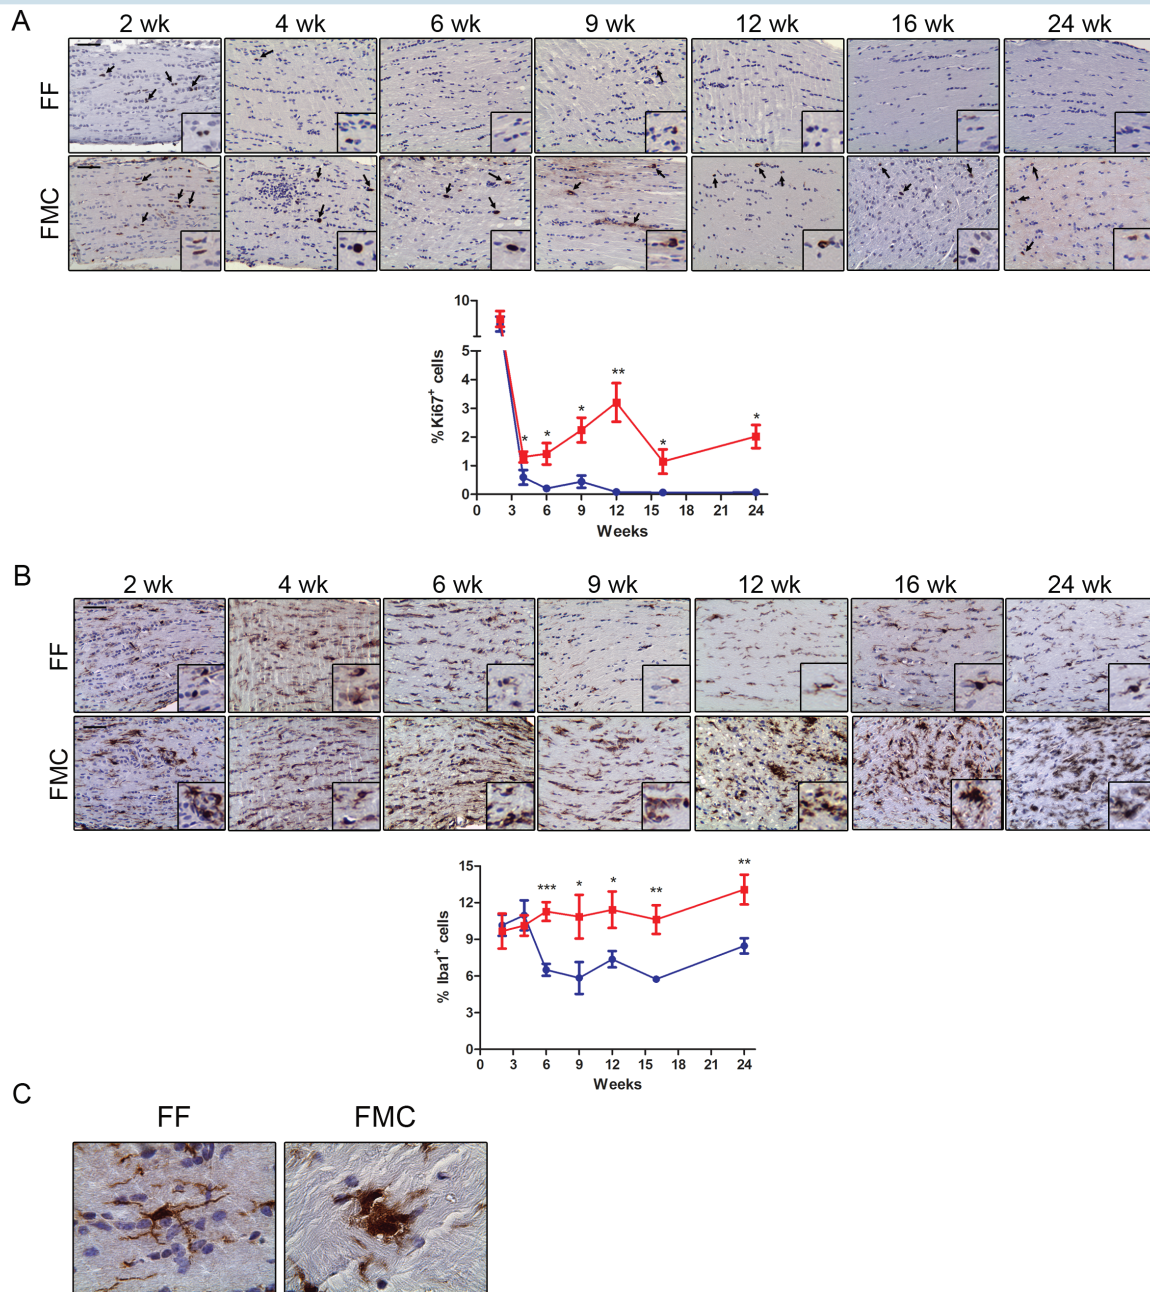 A
2 wk 4 wk 6 wk 9 wk 12 wk 16 wk 24 wk
FF
FMC
10
5
4
3
2
1
0
% Ki67+ cells
* * * ** * *
0 3 6 9 12 15 18 21 24
Weeks
B
2 wk 4 wk 6 wk 9 wk 12 wk 16 wk 24 wk
FF
FMC
15
12
9
6
3
0
% Iba1+ cells
*** * * ** **
0 3 6 9 12 15 18 21 24
Weeks
C
FF FMC